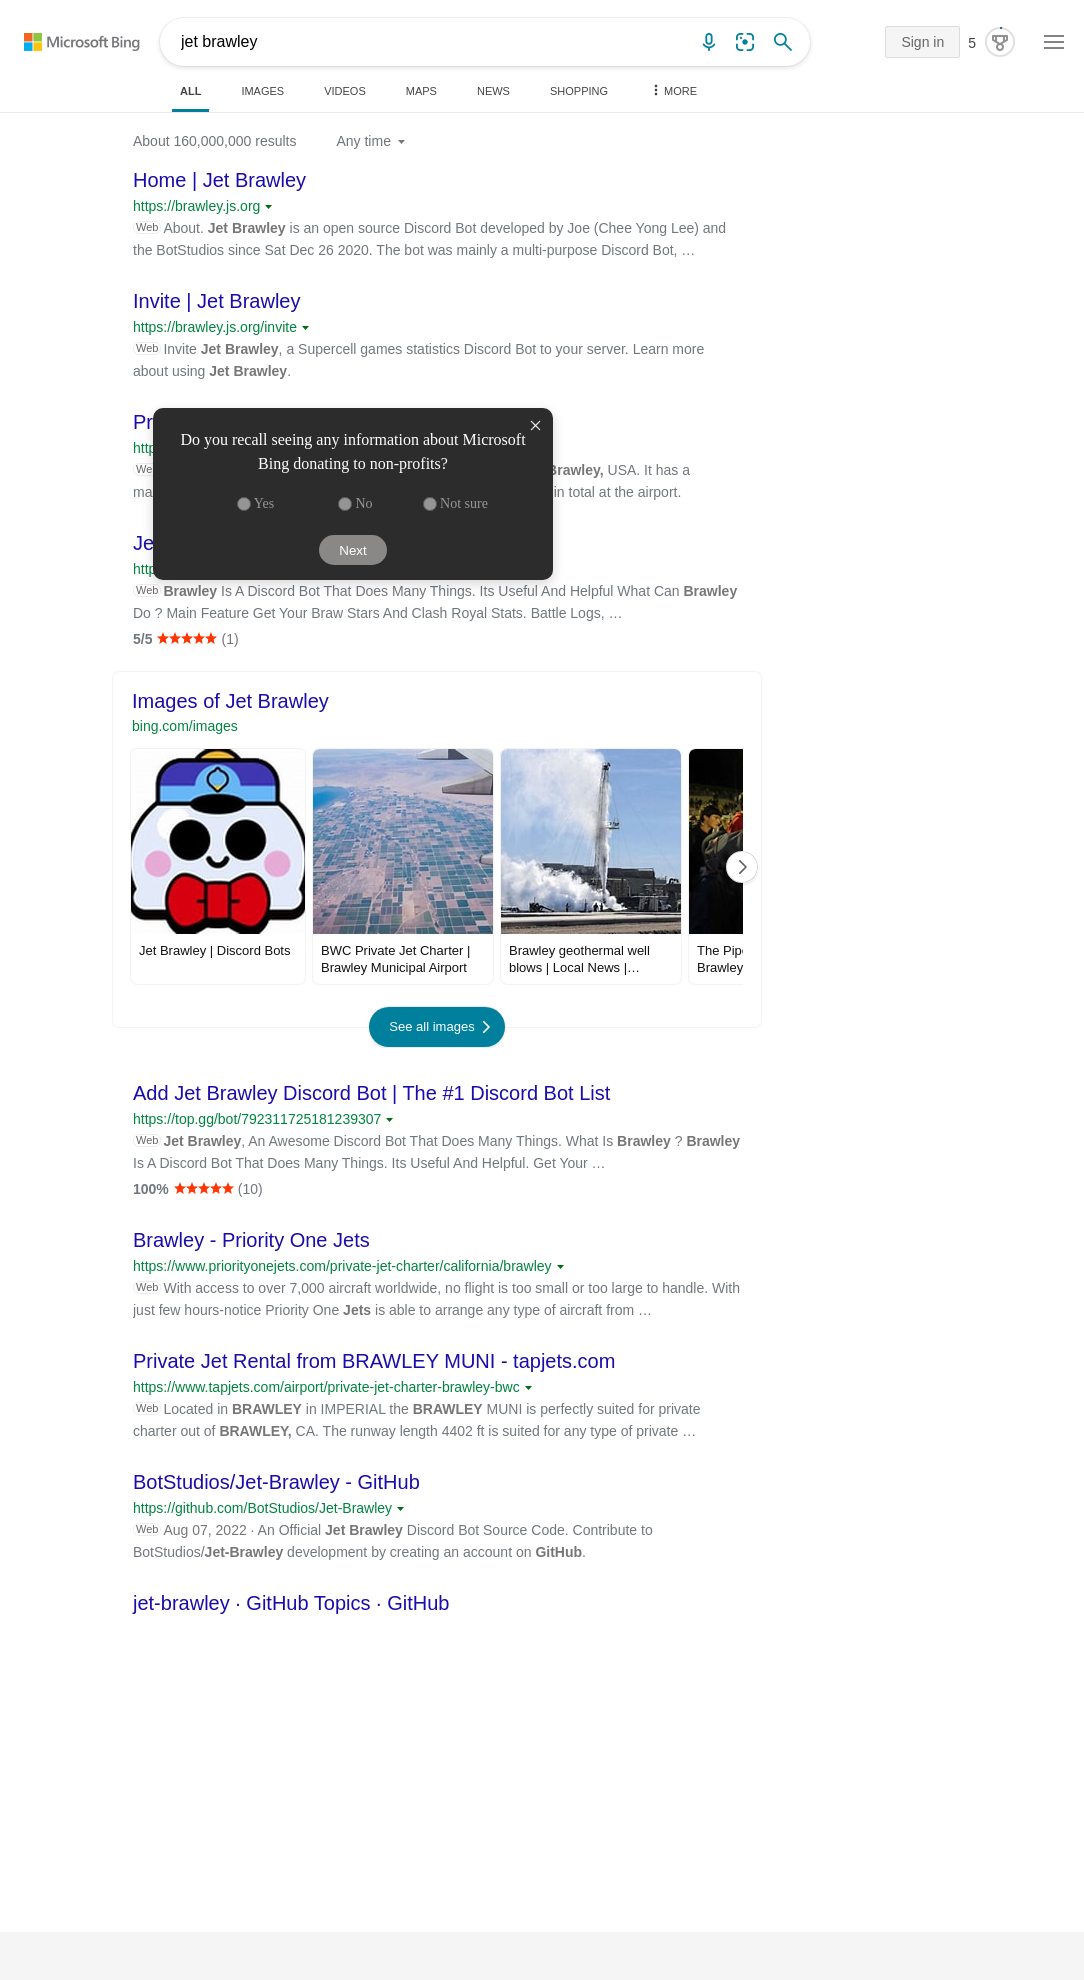 Microsoft Bing
jet brawley
Sign in
5
ALL
IMAGES
VIDEOS
MAPS
NEWS
SHOPPING
MORE
About 160,000,000 results
Any time
Home | Jet Brawley
https://brawley.js.org
Web About. Jet Brawley is an open source Discord Bot developed by Joe (Chee Yong Lee) and
the BotStudios since Sat Dec 26 2020. The bot was mainly a multi-purpose Discord Bot, …
Invite | Jet Brawley
https://brawley.js.org/invite
Web Invite Jet Brawley, a Supercell games statistics Discord Bot to your server. Learn more
about using Jet Brawley.
Brawley, USA. It has a
in total at the airport.
Do you recall seeing any information about Microsoft
Bing donating to non-profits?
Yes
No
Not sure
Next
Web Brawley Is A Discord Bot That Does Many Things. Its Useful And Helpful What Can Brawley
Do ? Main Feature Get Your Braw Stars And Clash Royal Stats. Battle Logs, …
5/5 (1)
Images of Jet Brawley
bing.com/images
Jet Brawley | Discord Bots
BWC Private Jet Charter |
Brawley Municipal Airport
Brawley geothermal well
blows | Local News |…
The
Brawley
See all images
Add Jet Brawley Discord Bot | The #1 Discord Bot List
https://top.gg/bot/792311725181239307
Web Jet Brawley, An Awesome Discord Bot That Does Many Things. What Is Brawley ? Brawley
Is A Discord Bot That Does Many Things. Its Useful And Helpful. Get Your …
100% (10)
Brawley - Priority One Jets
https://www.priorityonejets.com/private-jet-charter/california/brawley
Web With access to over 7,000 aircraft worldwide, no flight is too small or too large to handle. With
just few hours-notice Priority One Jets is able to arrange any type of aircraft from …
Private Jet Rental from BRAWLEY MUNI - tapjets.com
https://www.tapjets.com/airport/private-jet-charter-brawley-bwc
Web Located in BRAWLEY in IMPERIAL the BRAWLEY MUNI is perfectly suited for private
charter out of BRAWLEY, CA. The runway length 4402 ft is suited for any type of private …
BotStudios/Jet-Brawley - GitHub
https://github.com/BotStudios/Jet-Brawley
Web Aug 07, 2022 · An Official Jet Brawley Discord Bot Source Code. Contribute to
BotStudios/Jet-Brawley development by creating an account on GitHub.
jet-brawley · GitHub Topics · GitHub